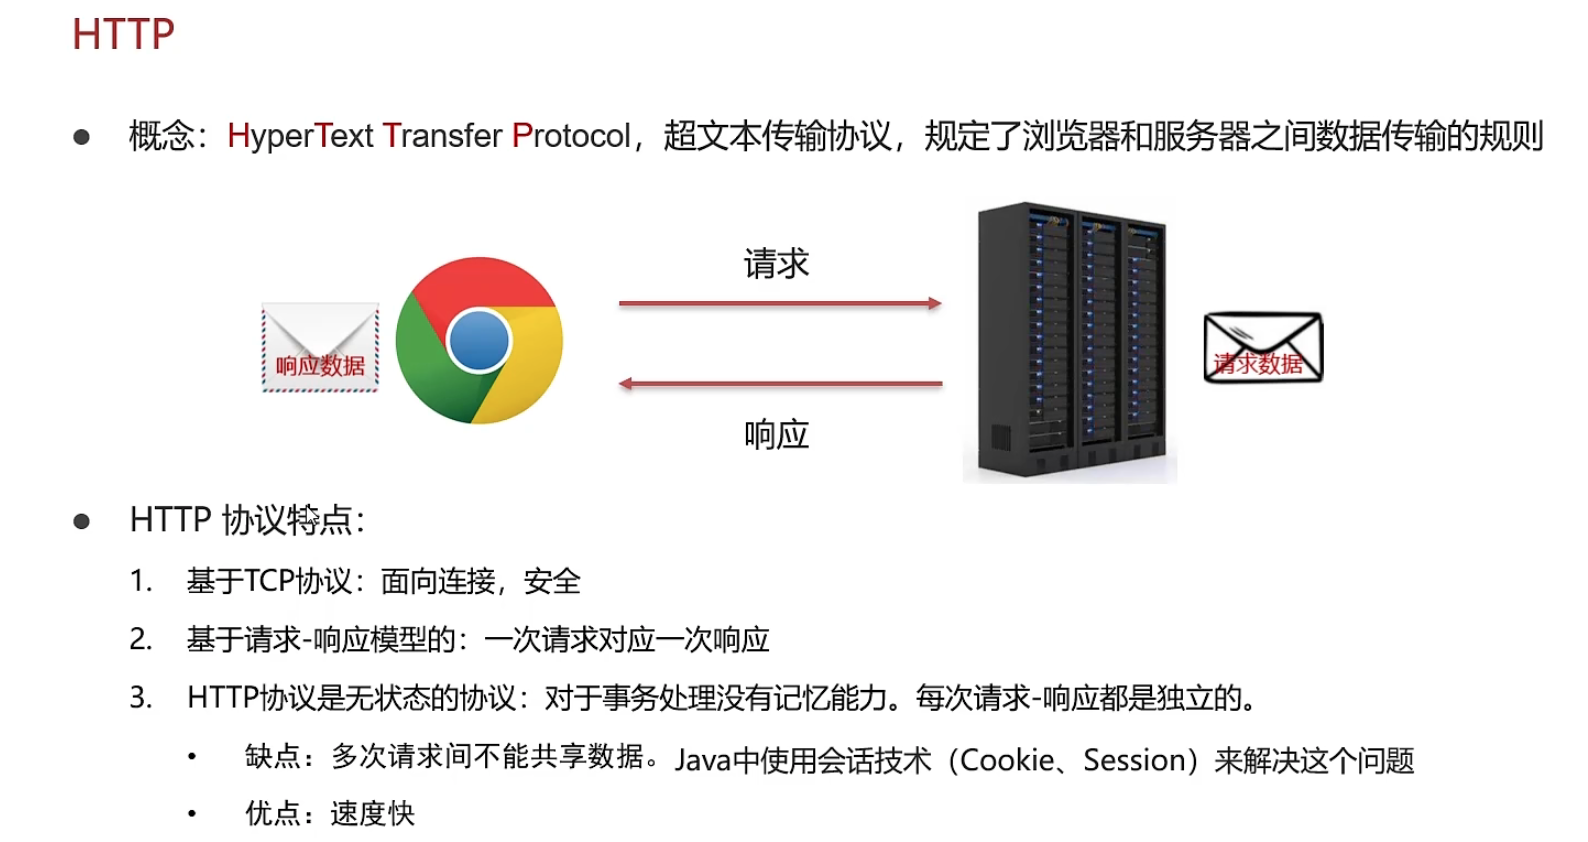 HTTP
● 概念：HyperText Transfer Protocol，超文本传输协议，规定了浏览器和服务器之间数据传输的规则
请求
响应数据
请求数据
响应
● HTTP 协议特点：
1. 基于TCP协议：面向连接，安全
2. 基于请求-响应模型的：一次请求对应一次响应
3. HTTP协议是无状态的协议：对于事务处理没有记忆能力。每次请求-响应都是独立的。
• 缺点：多次请求间不能共享数据。Java中使用会话技术（Cookie、Session）来解决这个问题
• 优点：速度快